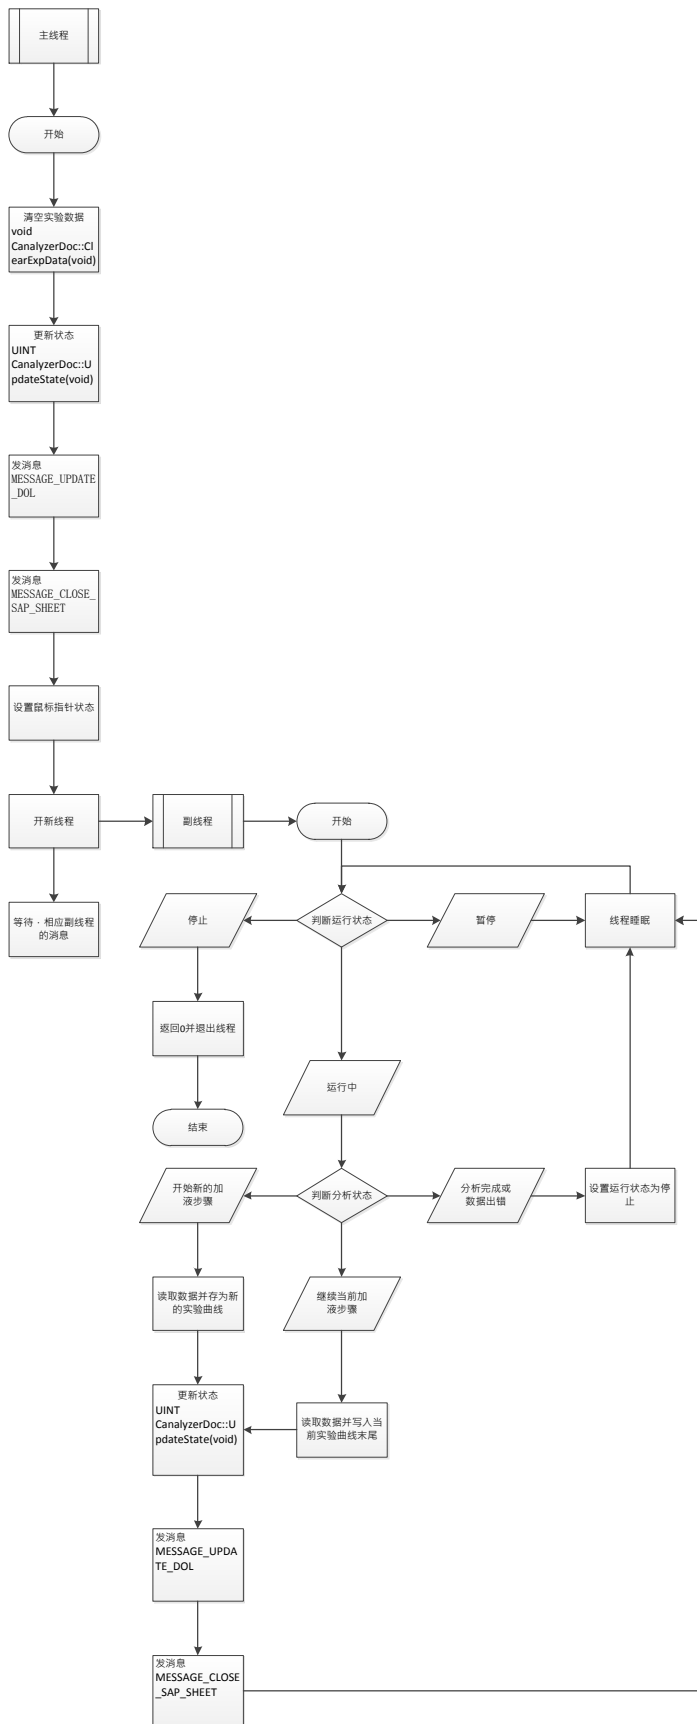 主线程
开始
清空实验数据
void
CanalyzerDoc::Cl
earExpData(void)
更新状态
UINT
CanalyzerDoc::U
pdateState(void)
发消息
MESSAGE_UPDATE
_DOL
发消息
MESSAGE_CLOSE_
SAP_SHEET
设置鼠标指针状态
开新线程
副线程
开始
等待·相应副线程
的消息
停止
判断运行状态
暂停
线程睡眠
返回0并退出线程
运行中
结束
开始新的加
液步骤
判断分析状态
分析完成或
数据出错
设置运行状态为停
止
读取数据并存为新
的实验曲线
继续当前加
液步骤
更新状态
UINT
CanalyzerDoc::U
pdateState(void)
读取数据并写入当
前实验曲线末尾
发消息
MESSAGE_UPDA
TE_DOL
发消息
MESSAGE_CLOSE
_SAP_SHEET